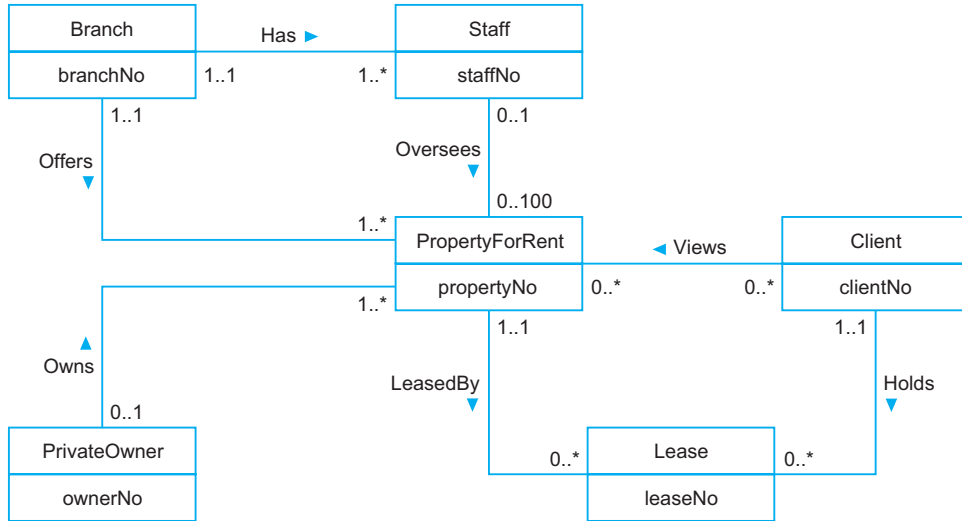 Branch
Has ►
Staff
branchNo
1..1
1..*
staffNo
1..1
0..1
Offers
▼
Oversees
▼
1..*
0..100
PropertyForRent
◄ Views
Client
propertyNo
1..*
0..*
0..*
clientNo
1..1
1..1
▲
Owns
LeasedBy
▼
Holds
▼
0..1
PrivateOwner
0..*
Lease
0..*
ownerNo
leaseNo